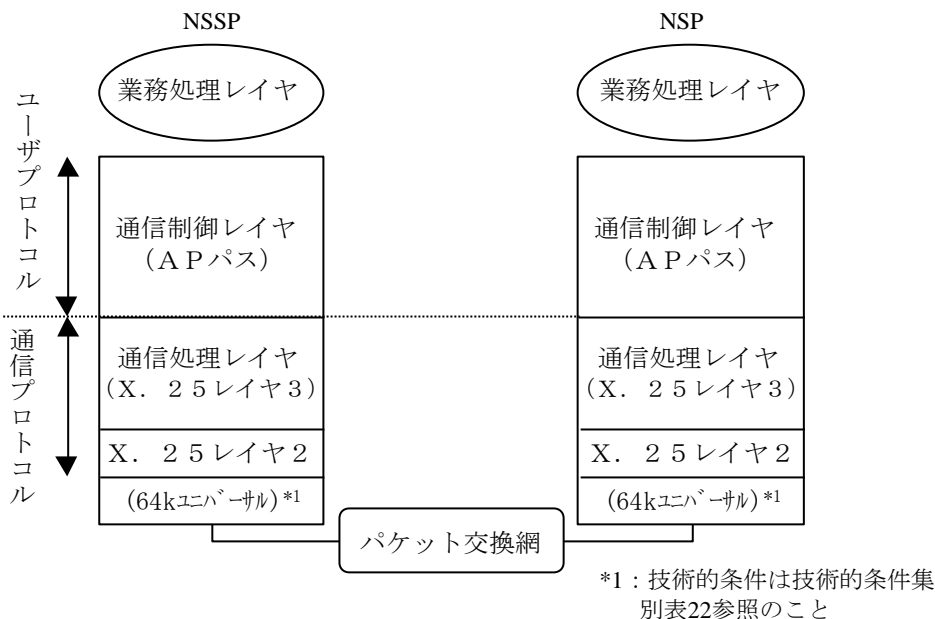 NSSP
NSP
業務処理レイヤ
業務処理レイヤ
ユーザプロトコル
通信制御レイヤ
（ＡＰパス）
通信制御レイヤ
（ＡＰパス）
通信プロトコル
通信処理レイヤ
（Ｘ．２５レイヤ３）
通信処理レイヤ
（Ｘ．２５レイヤ３）
Ｘ．２５レイヤ２
Ｘ．２５レイヤ２
(64kﾕﾆﾊﾞｰｻﾙ) *1
(64kﾕﾆﾊﾞｰｻﾙ) *1
パケット交換網
*1：技術的条件は技術的条件集
別表22参照のこと